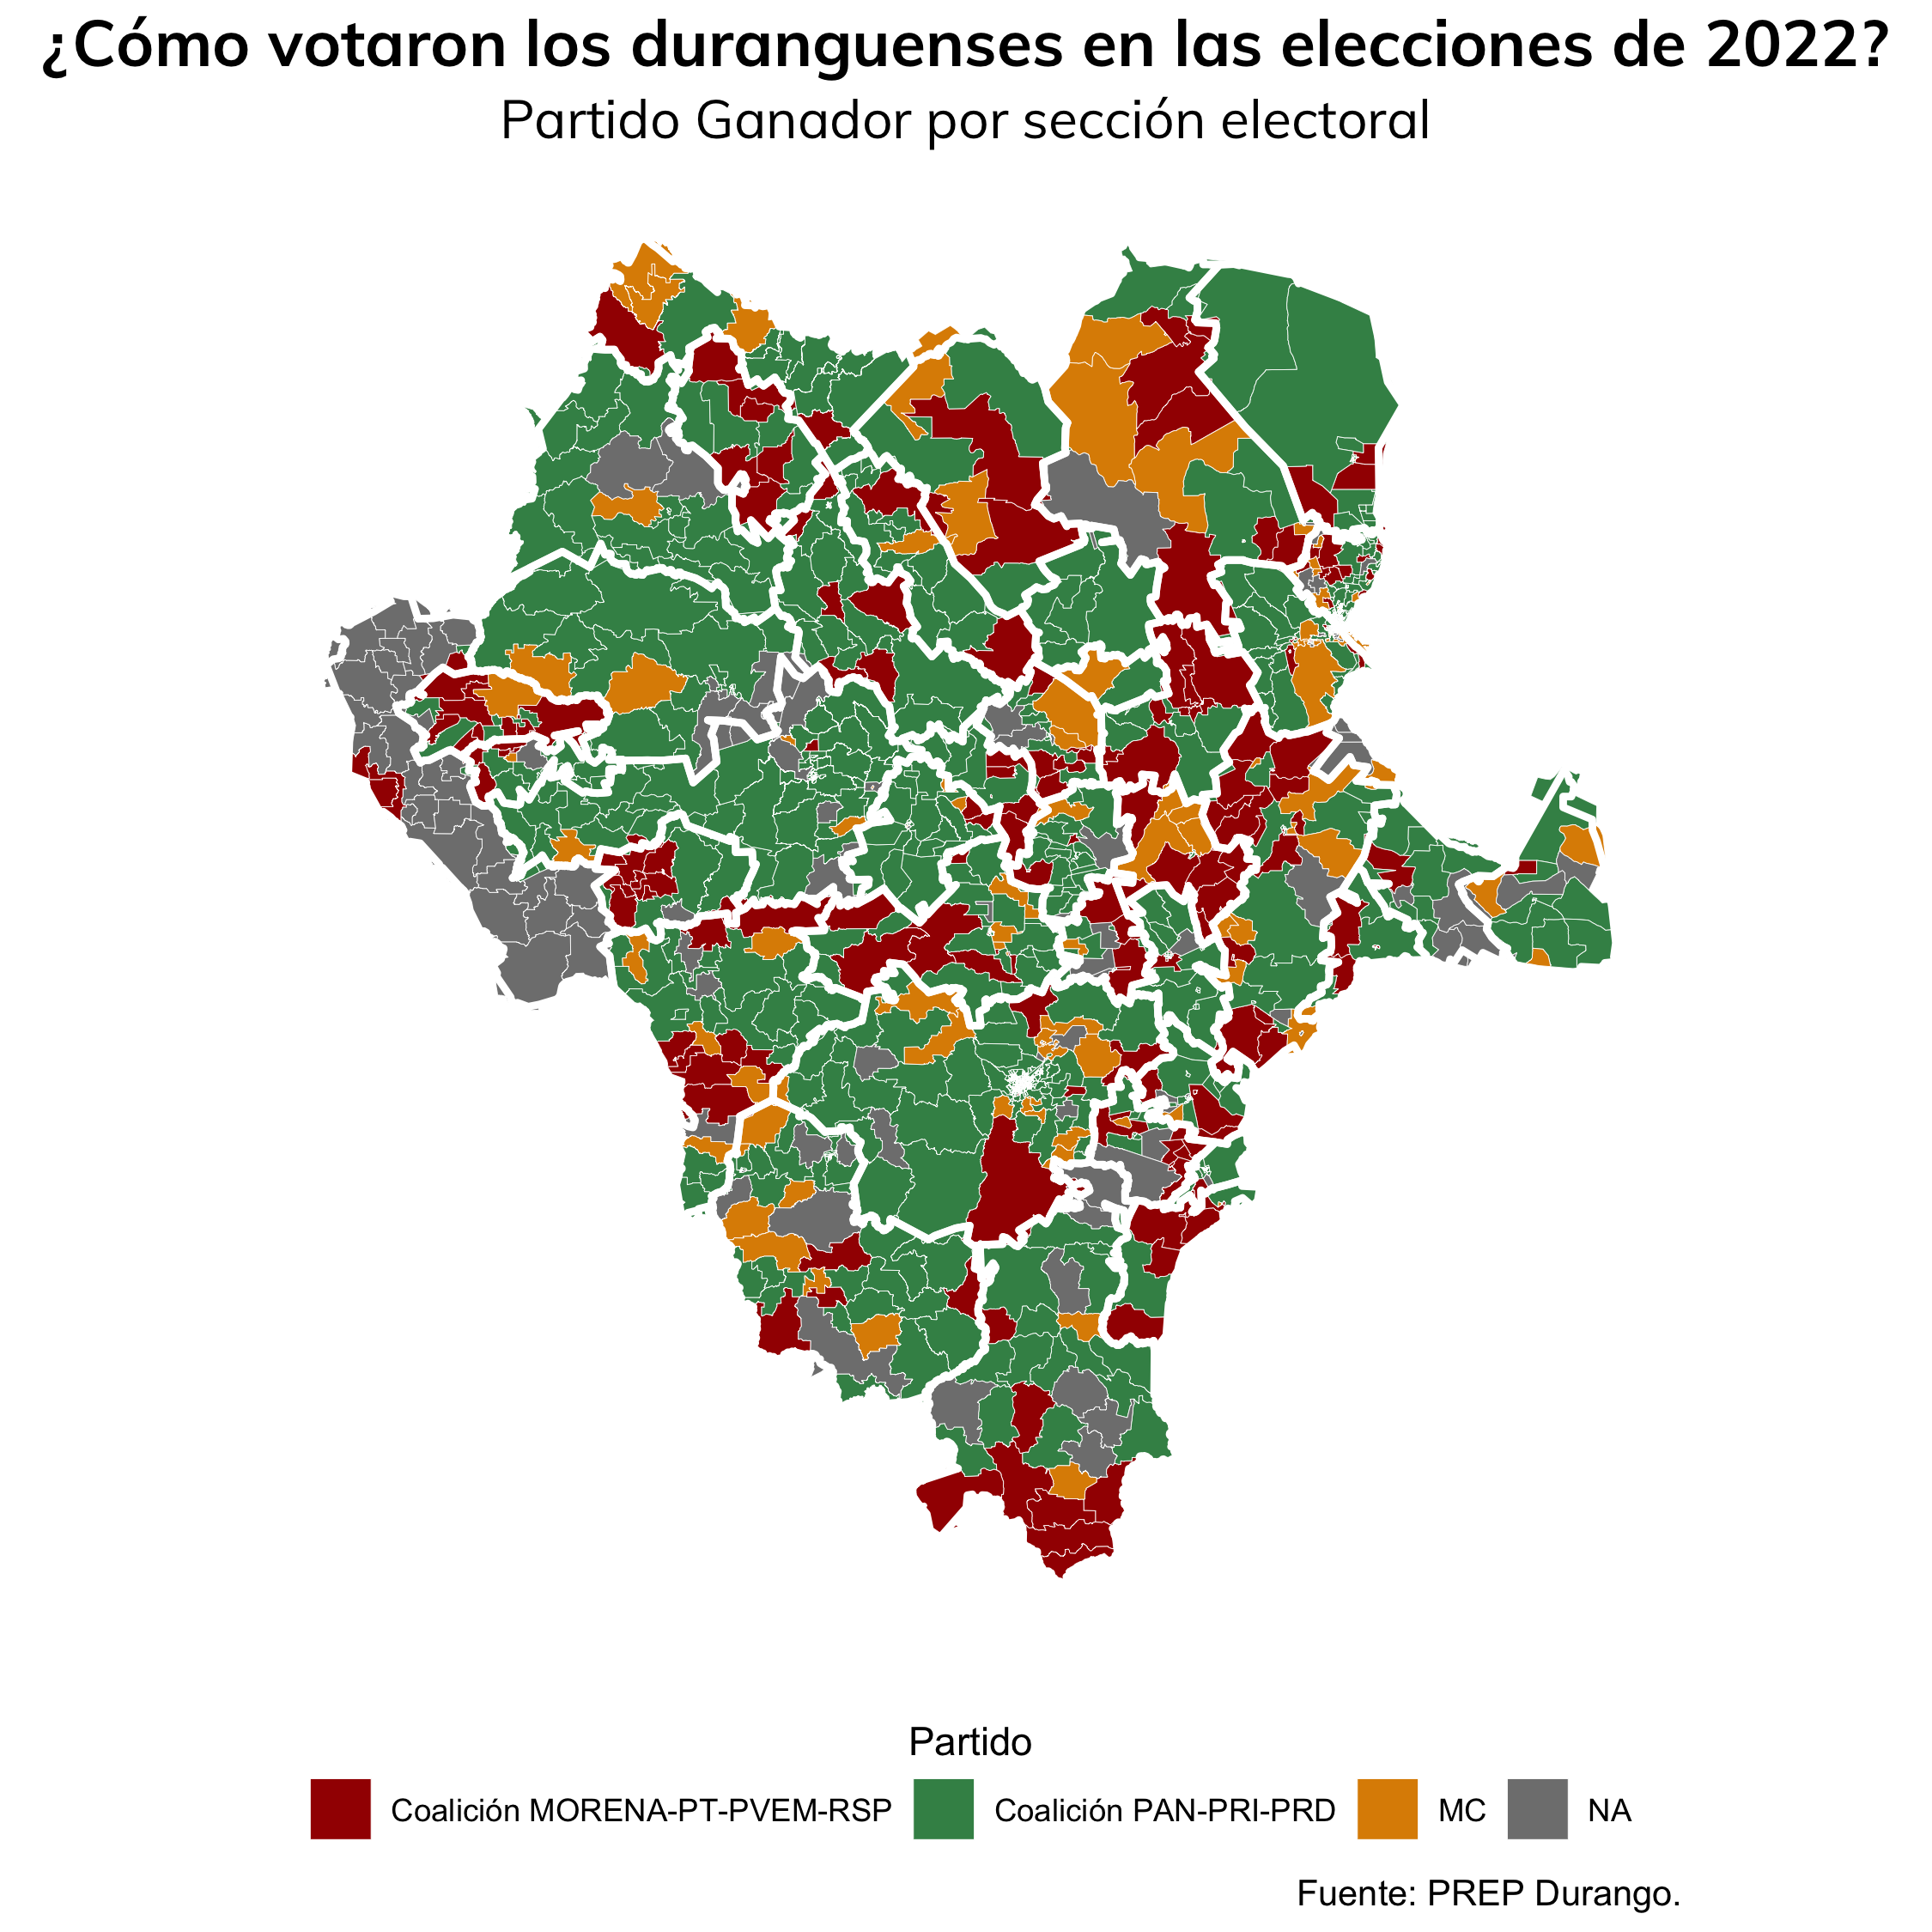 ¿Cómo votaron los duranguenses en las elecciones de 2022?
Partido Ganador por sección electoral
Partido
Coalición MORENA-PT-PVEM-RSP
Coalición PAN-PRI-PRD
MC
NA
Fuente: PREP Durango.